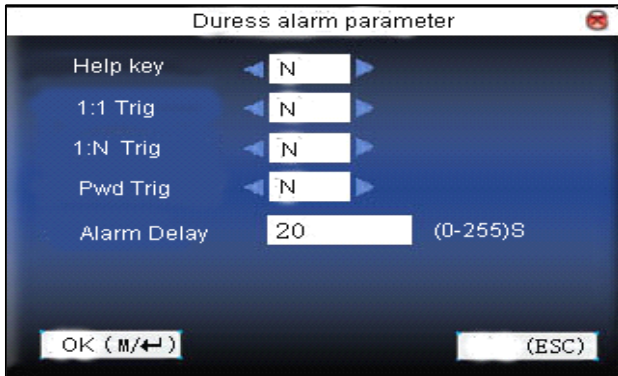 Duress alarm parameter
Help key N
1:1 Trig N
1:N Trig N
Pwd Trig N
Alarm Delay 20 (0-255)S
OK (M/↵) (ESC)